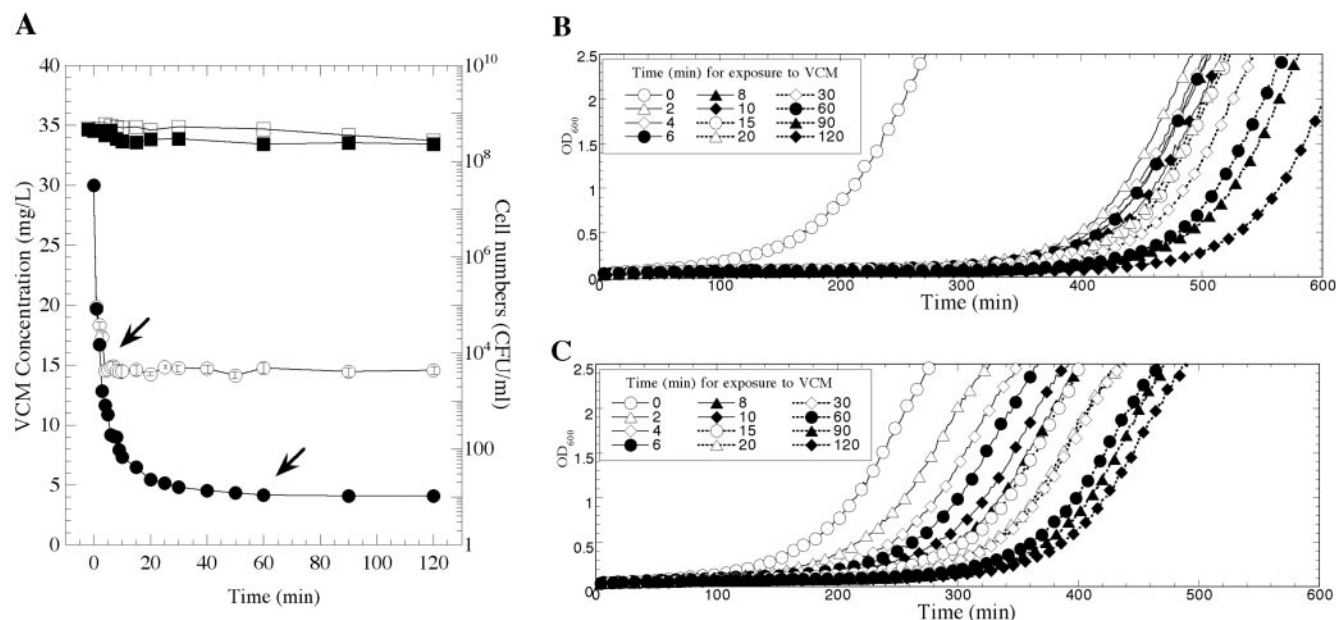 A
VCM Concentration (mg/L)
40
35
30
25
20
15
10
5
0
10^10
10^8
10^6
10^4
100
1
Cell numbers (CFU/ml)
0 20 40 60 80 100 120
Time (min)
B
OD600
2.5
2
1.5
1
0.5
0
Time (min) for exposure to VCM
0 8 30
2 10 60
4 15 90
6 20 120
0 100 200 300 400 500 600
Time (min)
C
OD600
2.5
2
1.5
1
0.5
0
Time (min) for exposure to VCM
0 8 30
2 10 60
4 15 90
6 20 120
0 100 200 300 400 500 600
Time (min)